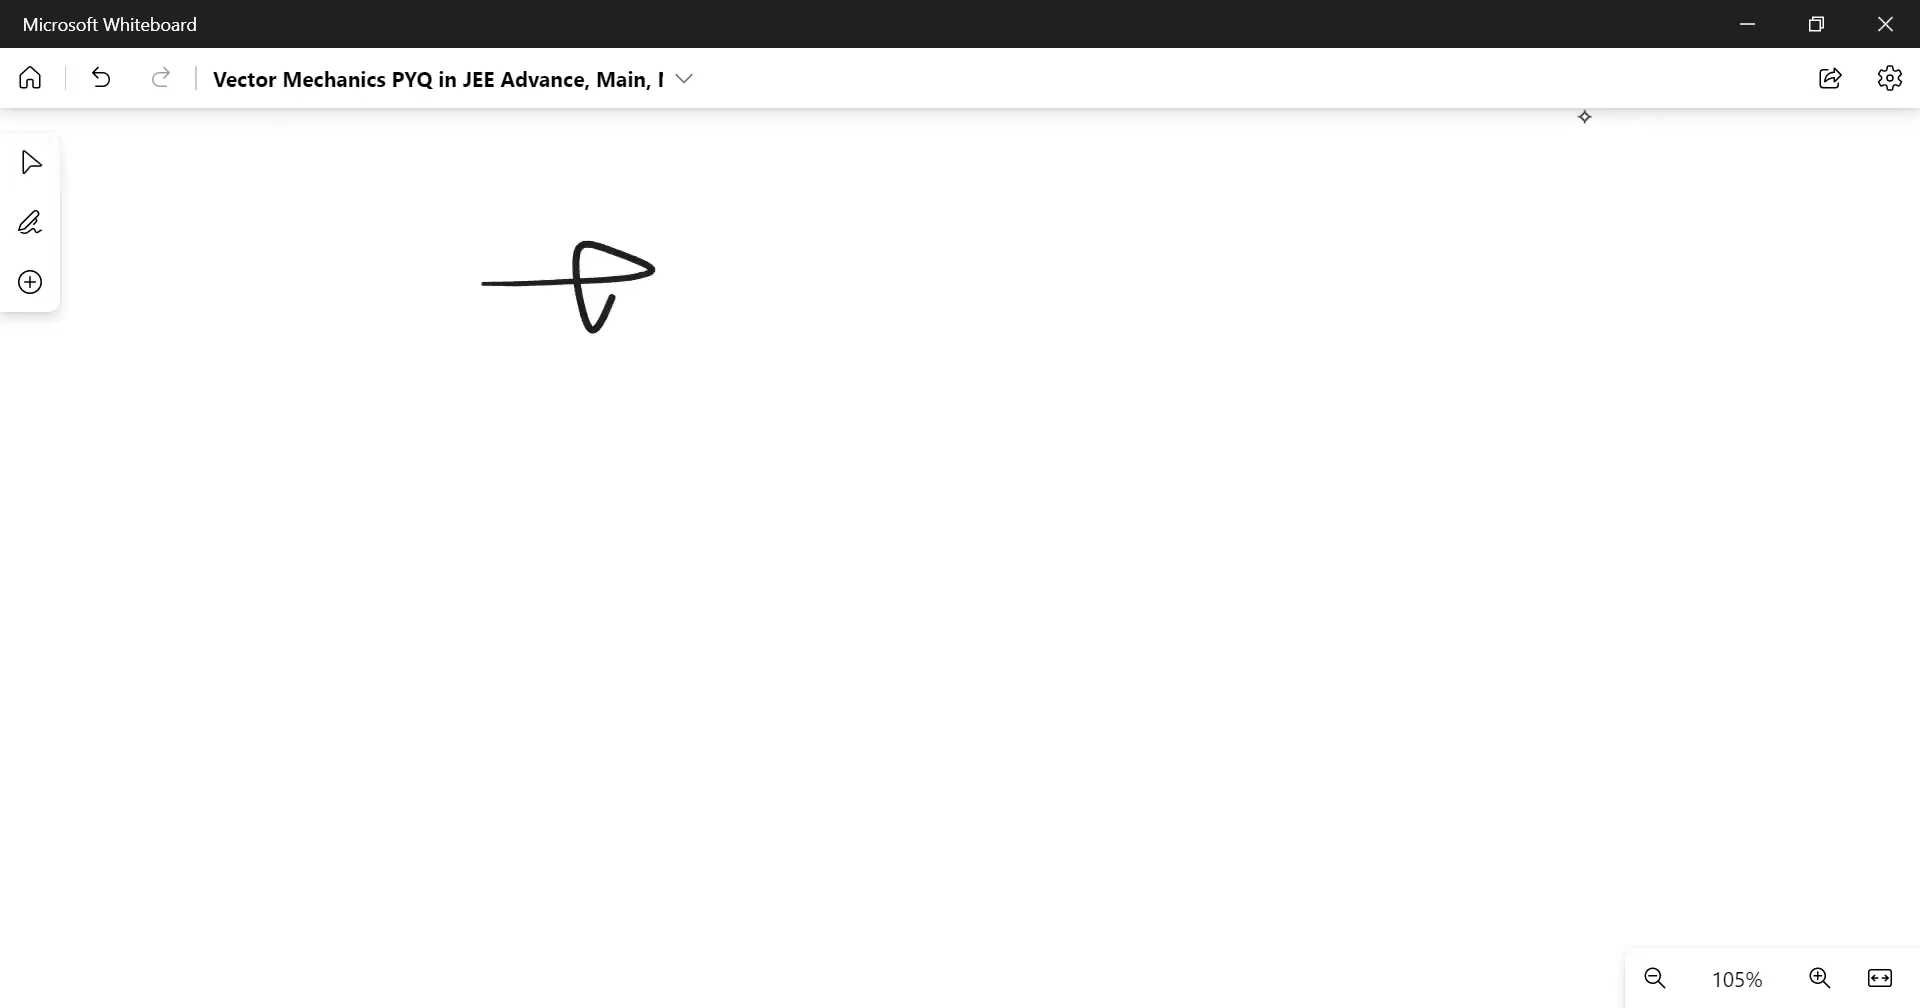 Microsoft Whiteboard
Vector Mechanics PYQ in JEE Advance, Main,
105%